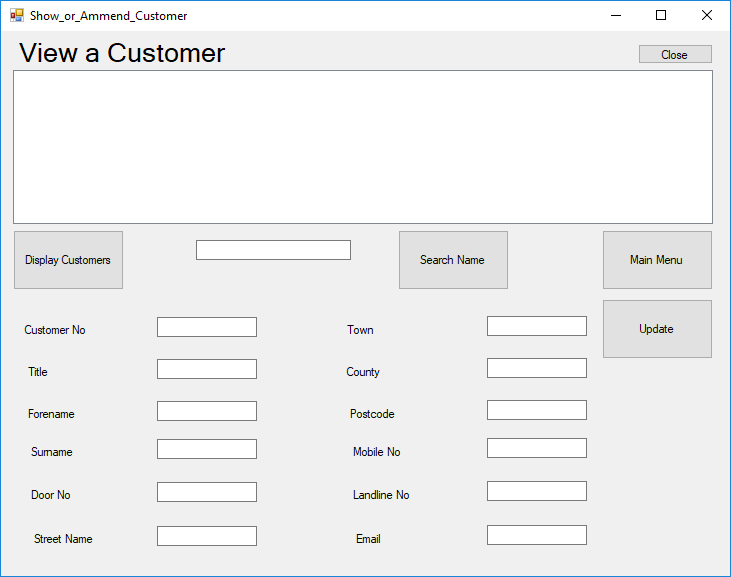 Show_or_Ammend_Customer
View a Customer
Close
Display Customers
Search Name
Main Menu
Update
Customer No
Town
Title
County
Forename
Postcode
Surname
Mobile No
Door No
Landline No
Street Name
Email